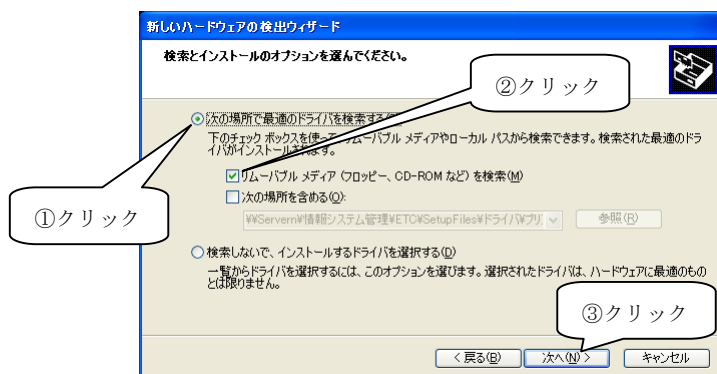 新しいハードウェアの検出ウィザード
検索とインストールのオプションを選んでください。
②クリック
次の場所で最適のドライバを検索する
下のチェック ボックスを使って、リムーバブル メディアやローカル パスから検索できます。検索された最適のドラ
イバがインストールされます。
リムーバブル メディア (フロッピー、CD-ROM など) を検索(M)
①クリック
次の場所を含める(O):
¥¥Servern¥情報システム管理¥ETC¥SetupFiles¥ドライバ¥プリ
参照(R)
検索しないで、インストールするドライバを選択する(D)
一覧からドライバを選択するには、このオプションを選びます。選択されたドライバは、ハードウェアに最適のもの
とは限りません。
③クリック
< 戻る(B)
次へ(N) >
キャンセル